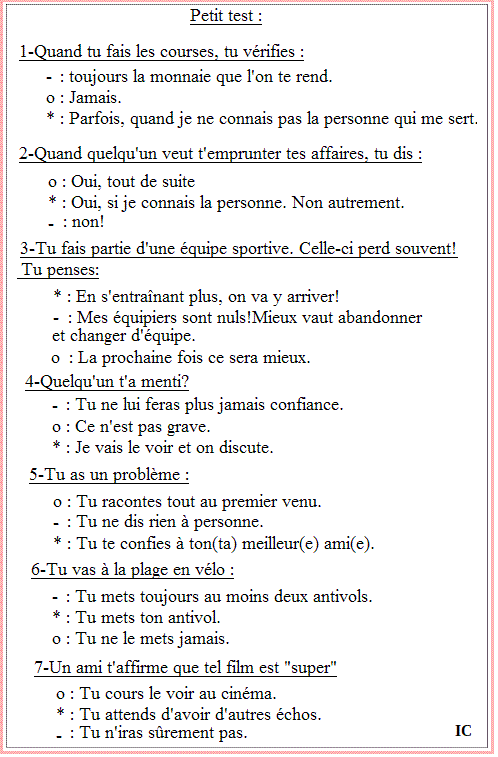 Petit test :
1-Quand tu fais les courses, tu vérifies :
- : toujours la monnaie que l'on te rend.
o : Jamais.
* : Parfois, quand je ne connais pas la personne qui me sert.
2-Quand quelqu'un veut t'emprunter tes affaires, tu dis :
o : Oui, tout de suite
* : Oui, si je connais la personne. Non autrement.
- : non!
3-Tu fais partie d'une équipe sportive. Celle-ci perd souvent!
Tu penses:
* : En s'entraînant plus, on va y arriver!
- : Mes équipiers sont nuls!Mieux vaut abandonner
et changer d'équipe.
o : La prochaine fois ce sera mieux.
4-Quelqu'un t'a menti?
- : Tu ne lui feras plus jamais confiance.
o : Ce n'est pas grave.
* : Je vais le voir et on discute.
5-Tu as un problème :
o : Tu racontes tout au premier venu.
- : Tu ne dis rien à personne.
* : Tu te confies à ton(ta) meilleur(e) ami(e).
6-Tu vas à la plage en vélo :
- : Tu mets toujours au moins deux antivols.
* : Tu mets ton antivol.
o : Tu ne le mets jamais.
7-Un ami t'affirme que tel film est "super"
o : Tu cours le voir au cinéma.
* : Tu attends d'avoir d'autres échos.
- : Tu n'iras sûrement pas.
IC